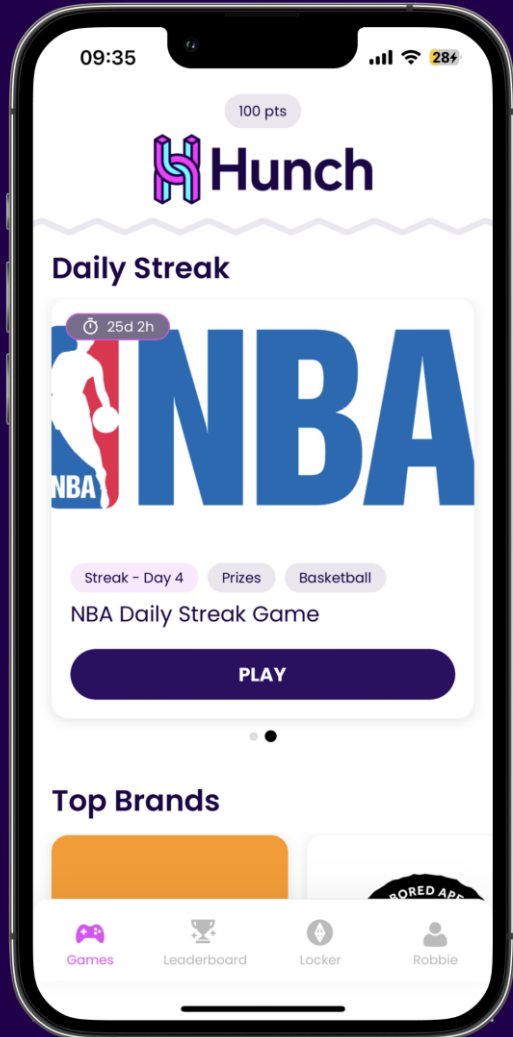 09:35
28
100 pts
Hunch
Daily Streak
25d 2h
NBA
NBA
Streak - Day 4 Prizes Basketball
NBA Daily Streak Game
PLAY
Top Brands
BORED APE
Games Leaderboard Locker Robbie